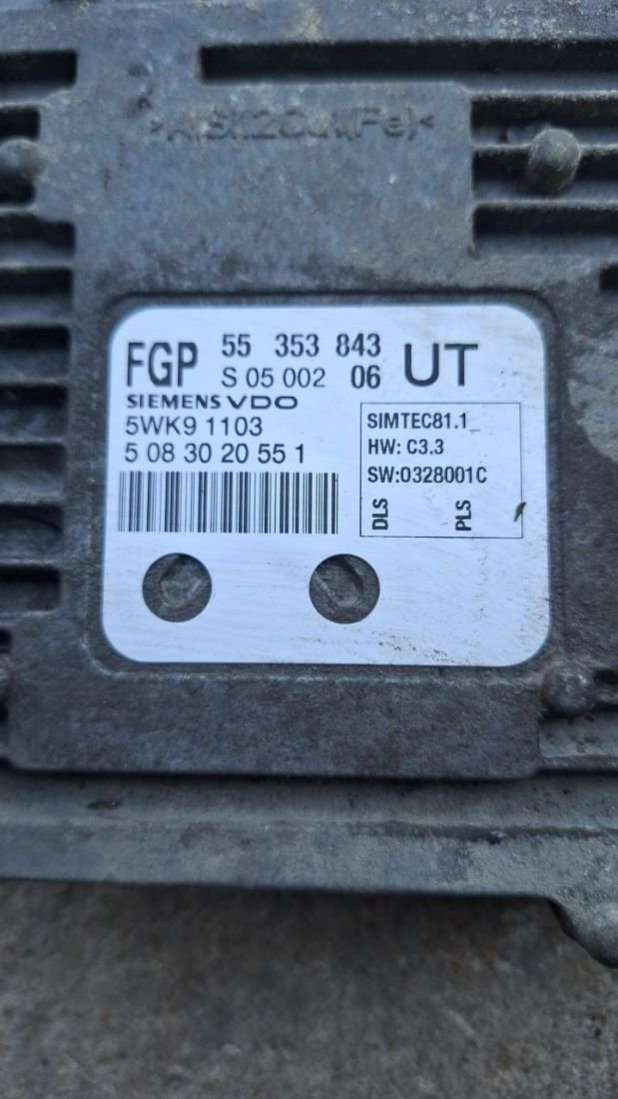 FGP 55 353 843 UT
S 05 002 06
SIEMENS VDO
5WK9 1103
5 08 30 20 55 1
SIMTEC81.1
HW: C3.3
SW:0328001C
DLS PLS